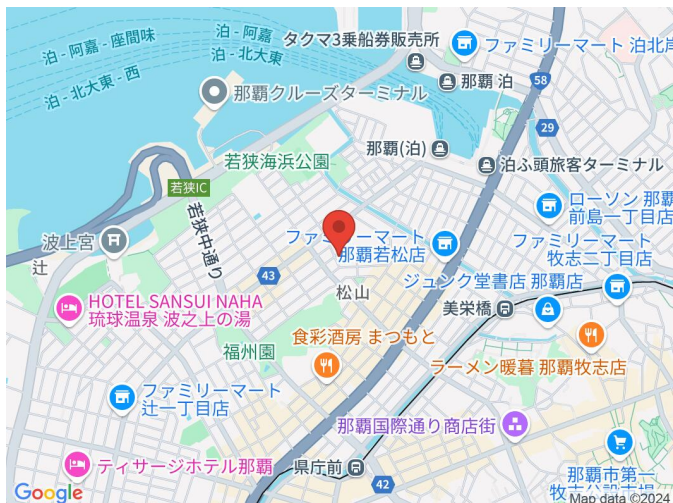 泊 - 阿嘉 - 座間味
泊 - 阿嘉
泊 - 北大東
泊 - 北大東 - 西
タクマ3乗船券販売所
ファミリーマート 泊北岸
那覇 泊
58
那覇クルーズターミナル
29
那覇(泊)
若狭海浜公園
泊ふ頭旅客ターミナル
若狭IC
ローソン 那覇
前島一丁目店
若狭中通り
波上宮
辻
ファミリーマート
那覇若松店
ファミリーマート
牧志二丁目店
43
ジュンク堂書店 那覇店
松山
美栄橋
HOTEL SANSUI NAHA
琉球温泉 波之上の湯
福州園
食彩酒房 まつもと
ラーメン暖暮 那覇牧志店
ファミリーマート
辻一丁目店
那覇国際通り商店街
県庁前
ティサージホテル那覇
42
那覇市第一
牧志公設市場
Google
Map data ©2024